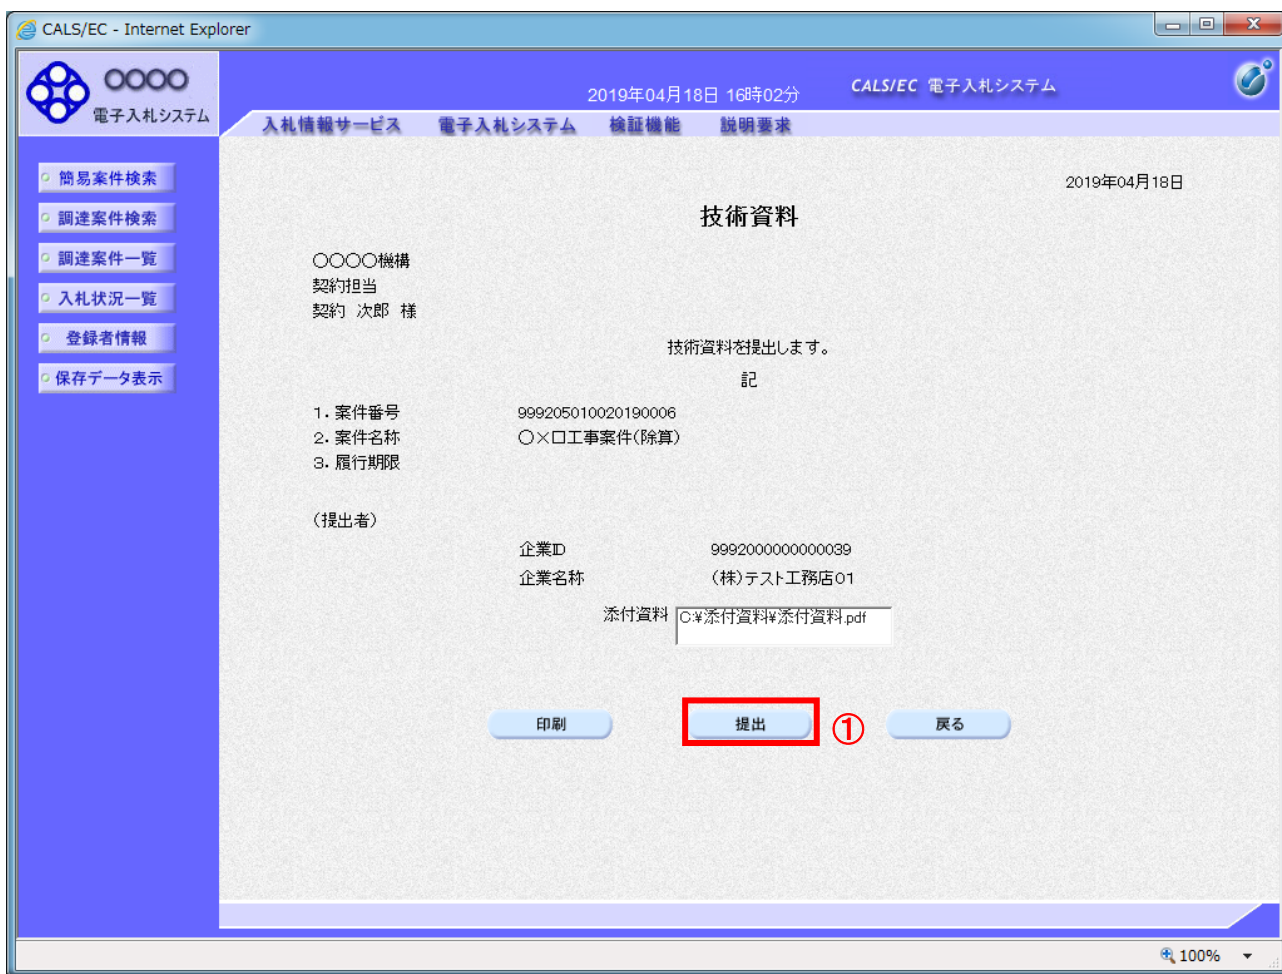 CALS/EC - Internet Explorer
○○○○
電子入札システム
2019年04月18日 16時02分
CALS/EC 電子入札システム
入札情報サービス 電子入札システム 検証機能 説明要求
簡易案件検索
調達案件検索
調達案件一覧
入札状況一覧
登録者情報
保存データ表示
2019年04月18日
技術資料
○○○○機構
契約担当
契約 次郎 様
技術資料を提出します。
記
1. 案件番号 999205010020190006
2. 案件名称 ○×口工事案件(除算)
3. 履行期限
(提出者)
企業ID 9992000000000039
企業名称 (株)テスト工務店01
添付資料 C:¥添付資料¥添付資料.pdf
印刷 提出 ① 戻る
100%